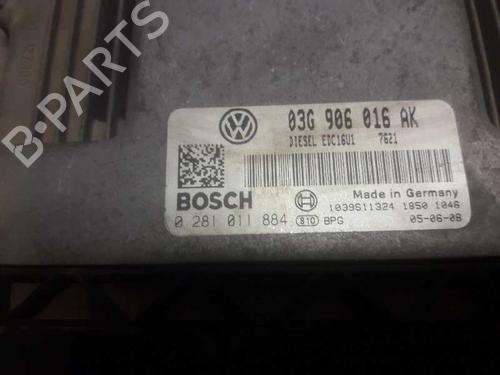 B-PARTS
03G 906 016 AK
DIESEL EDC16U1 7621
BOSCH
Made in Germany
1039S11324 1850 1046
0 281 011 884 810 BPG 05-06-08